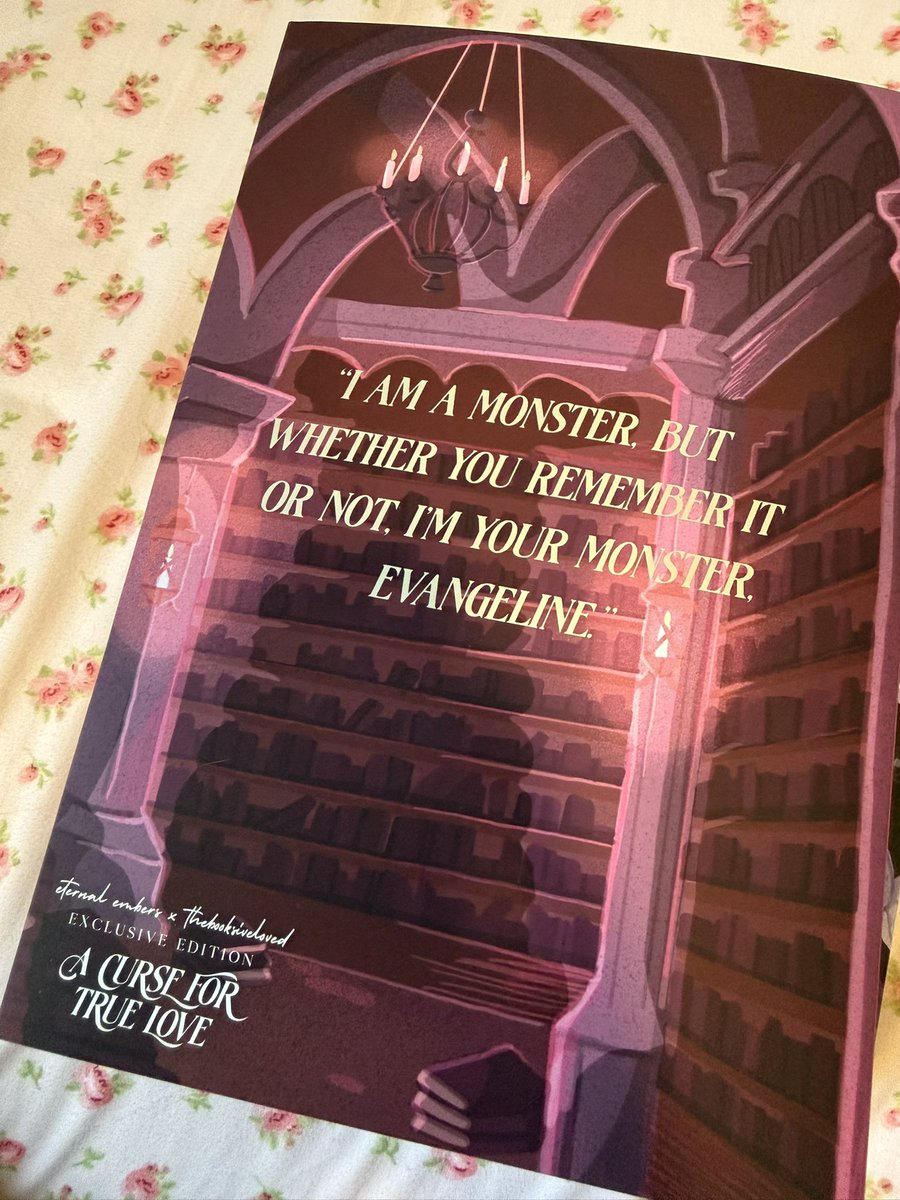 “I AM A MONSTER, BUT
WHETHER YOU REMEMBER IT
OR NOT, I'M YOUR MONSTER,
EVANGELINE.”
eternal embers x thebooksiveloved
EXCLUSIVE EDITION
A CURSE FOR
TRUE LOVE